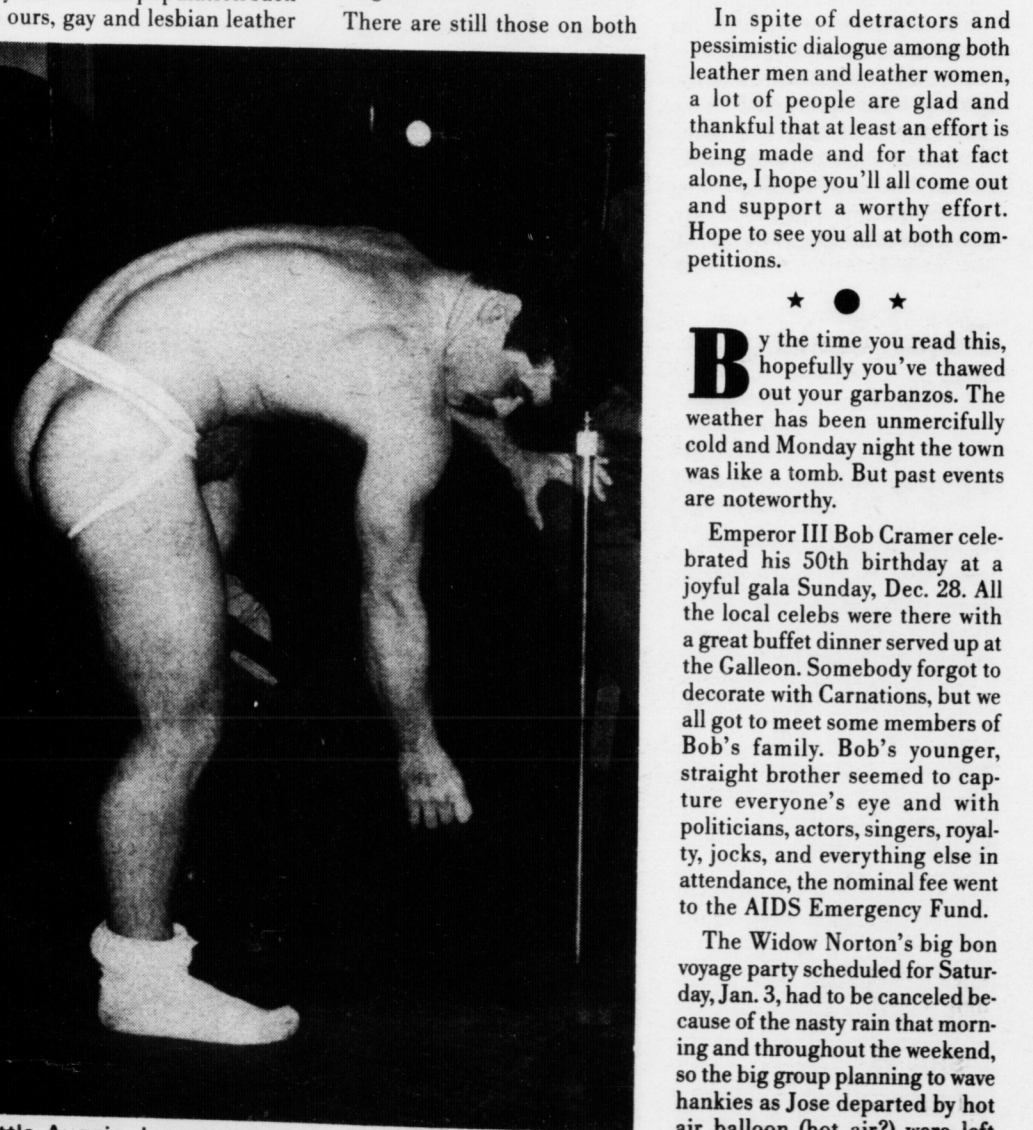 ours, gay and lesbian leather
There are still those on both
In spite of detractors and
pessimistic dialogue among both
leather men and leather women,
a lot of people are glad and
thankful that at least an effort is
being made and for that fact
alone, I hope you'll all come out
and support a worthy effort.
Hope to see you all at both com-
petitions.
★ ● ★
By the time you read this,
hopefully you've thawed
out your garbanzos. The
weather has been unmercifully
cold and Monday night the town
was like a tomb. But past events
are noteworthy.
Emperor III Bob Cramer cele-
brated his 50th birthday at a
joyful gala Sunday, Dec. 28. All
the local celebs were there with
a great buffet dinner served up at
the Galleon. Somebody forgot to
decorate with Carnations, but we
all got to meet some members of
Bob's family. Bob's younger,
straight brother seemed to cap-
ture everyone's eye and with
politicians, actors, singers, royal-
ty, jocks, and everything else in
attendance, the nominal fee went
to the AIDS Emergency Fund.
The Widow Norton's big bon
voyage party scheduled for Satur-
day, Jan. 3, had to be canceled be-
cause of the nasty rain that morn-
ing and throughout the weekend,
so the big group planning to wave
hankies as Jose departed by hot
air balloon (hot air?) were left